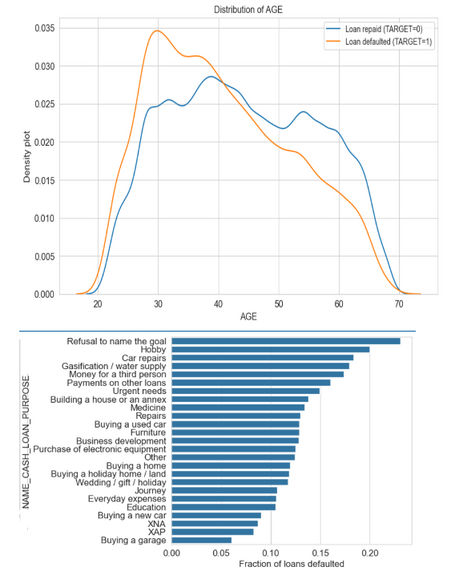 Distribution of AGE
Loan repaid (TARGET=0)
Loan defaulted (TARGET=1)
Density plot
0.035
0.030
0.025
0.020
0.015
0.010
0.005
0.000
20 30 40 50 60 70
AGE
NAME_CASH_LOAN_PURPOSE
Refusal to name the goal
Hobby
Car repairs
Gasification / water supply
Money for a third person
Payments on other loans
Urgent needs
Building a house or an annex
Medicine
Repairs
Buying a used car
Furniture
Business development
Purchase of electronic equipment
Other
Buying a home
Buying a holiday home / land
Wedding / gift / holiday
Journey
Everyday expenses
Education
Buying a new car
XNA
XAP
Buying a garage
0.00 0.05 0.10 0.15 0.20
Fraction of loans defaulted